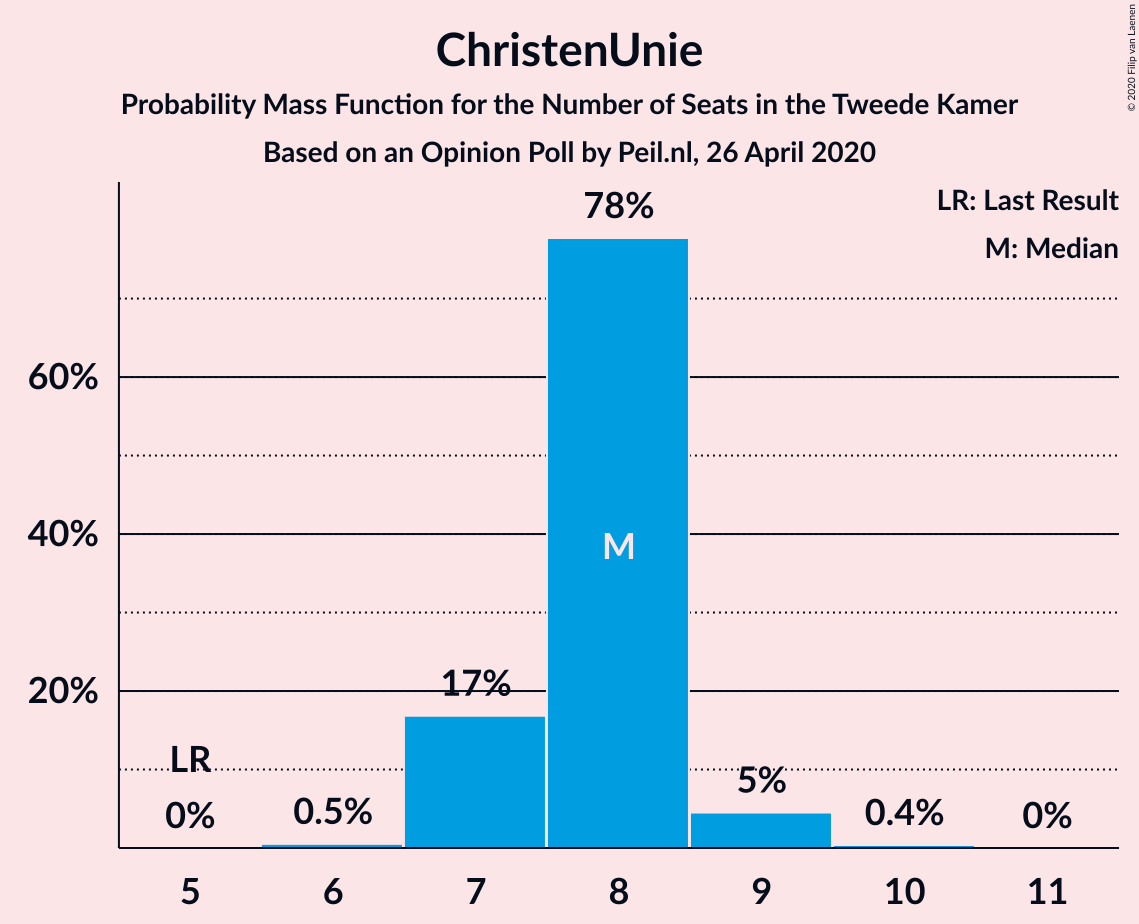 ChristenUnie
Probability Mass Function for the Number of Seats in the Tweede Kamer
Based on an Opinion Poll by Peil.nl, 26 April 2020
© 2020 Filip van Laenen
LR: Last Result
M: Median
78%
60%
40%
M
20%
17%
LR
0%
0.5%
5%
0.4%
0%
5 6 7 8 9 10 11